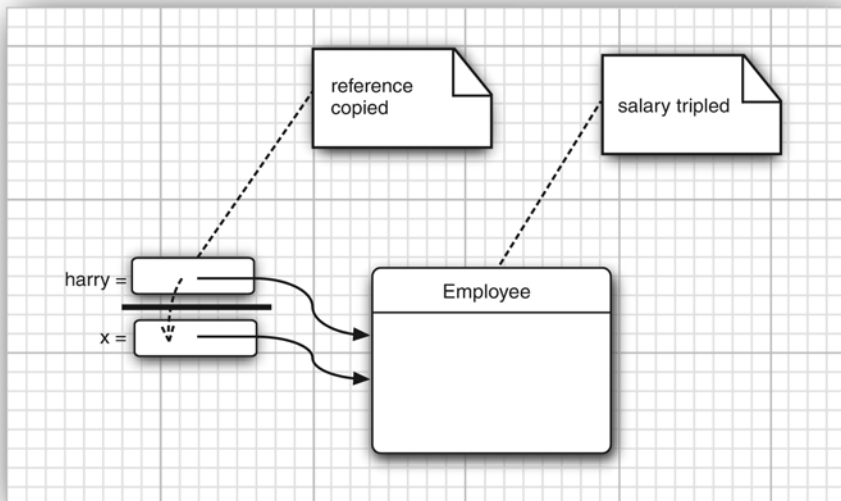 reference
copied
salary tripled
harry =
Employee
x =